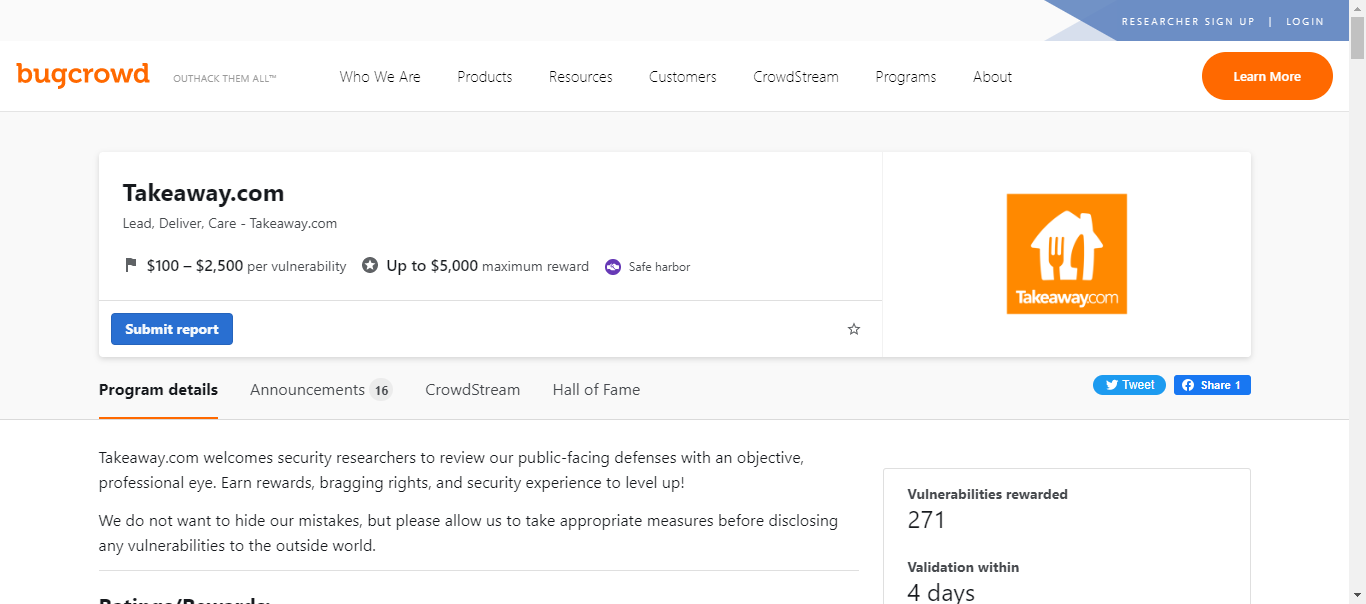 RESEARCHER SIGN UP | LOGIN
bugcrowd OUTHACK THEM ALL™ Who We Are Products Resources Customers CrowdStream Programs About Learn More
Takeaway.com
Lead, Deliver, Care - Takeaway.com
$100 – $2,500 per vulnerability Up to $5,000 maximum reward Safe harbor
Submit report
Takeaway.com
Program details Announcements 16 CrowdStream Hall of Fame
Tweet Share 1
Takeaway.com welcomes security researchers to review our public-facing defenses with an objective,
professional eye. Earn rewards, bragging rights, and security experience to level up!
We do not want to hide our mistakes, but please allow us to take appropriate measures before disclosing
any vulnerabilities to the outside world.
Ratings/Rewards:
Vulnerabilities rewarded
271
Validation within
4 days